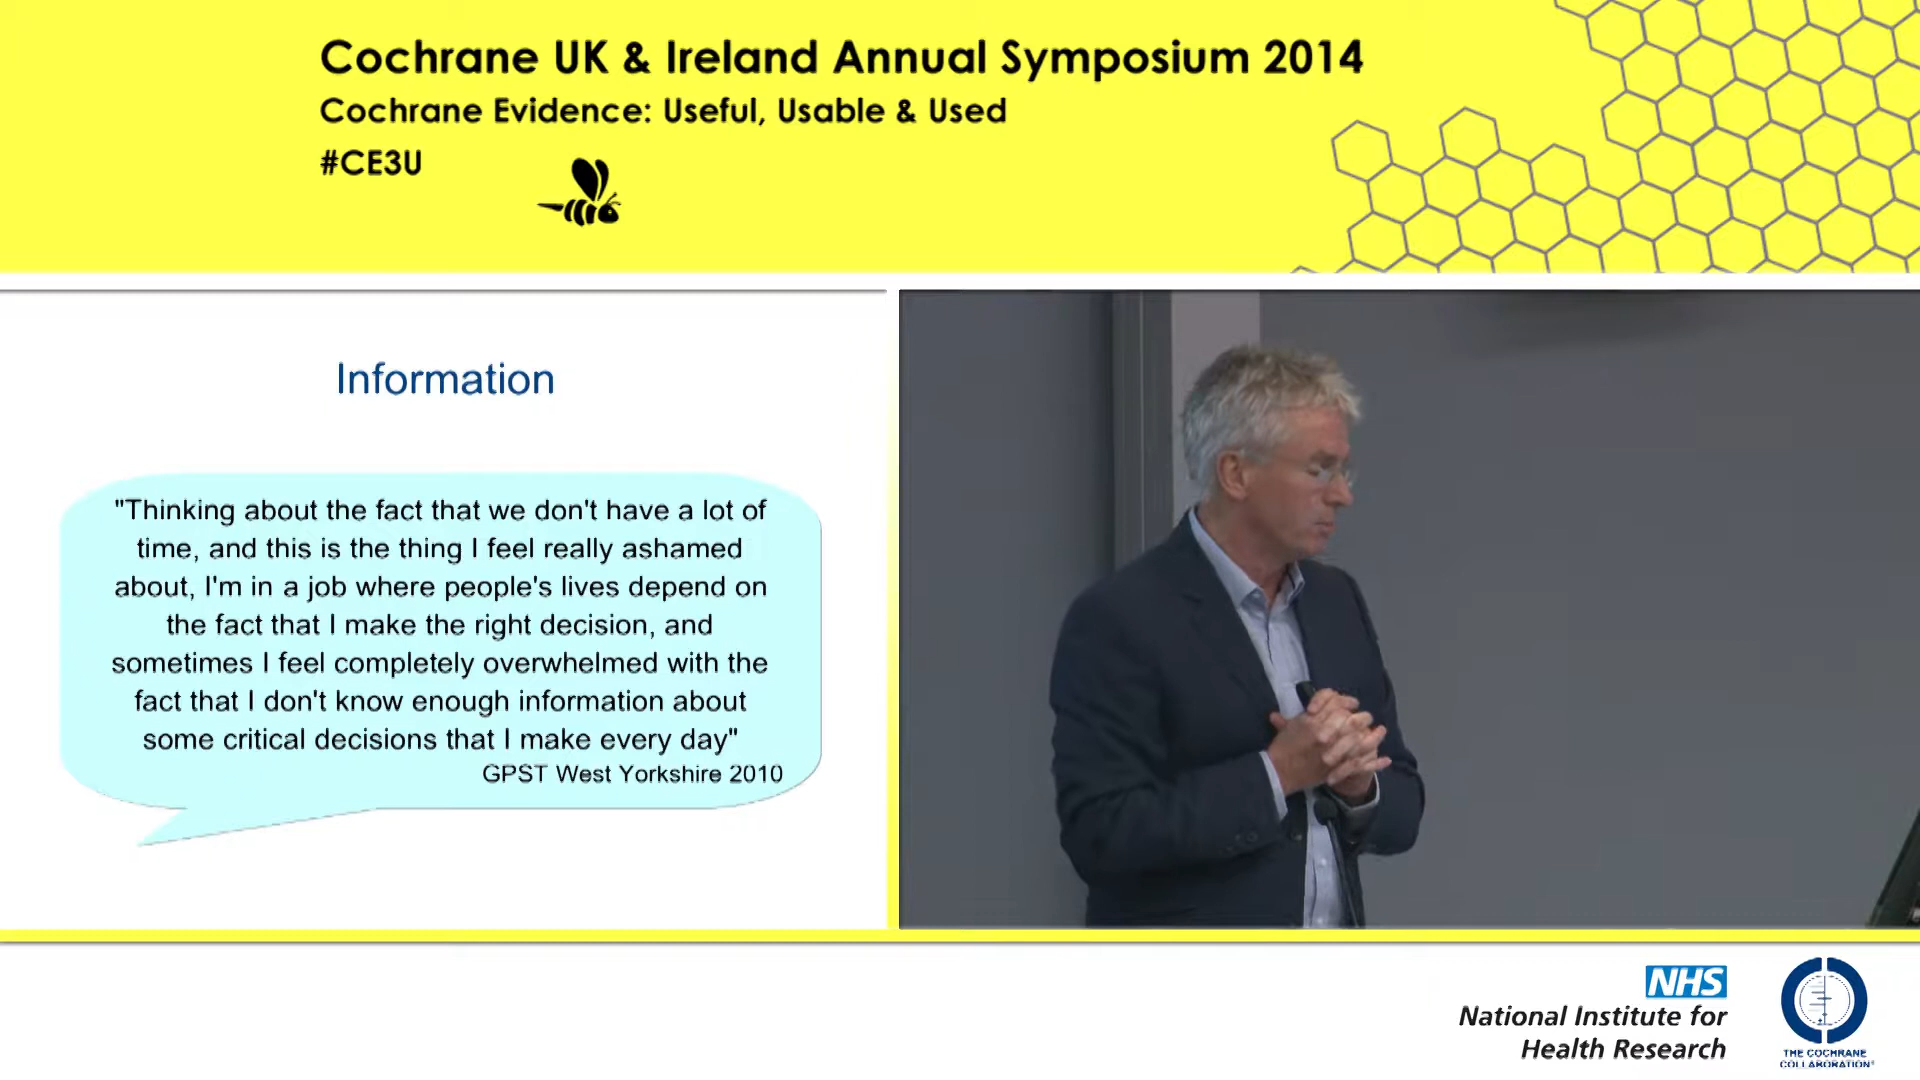 Cochrane UK & Ireland Annual Symposium 2014
Cochrane Evidence: Useful, Usable & Used
#CE3U
Information
"Thinking about the fact that we don't have a lot of
time, and this is the thing I feel really ashamed
about, I'm in a job where people's lives depend on
the fact that I make the right decision, and
sometimes I feel completely overwhelmed with the
fact that I don't know enough information about
some critical decisions that I make every day"
GPST West Yorkshire 2010
NHS
National Institute for
Health Research
THE COCHRANE
COLLABORATION®